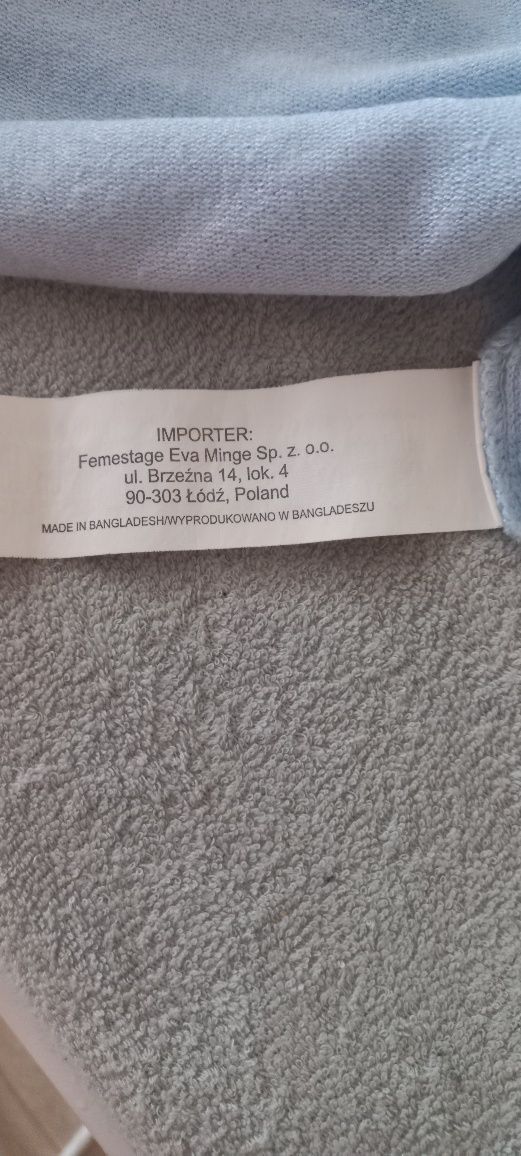 IMPORTER:
Femestage Eva Minge Sp. z. o.o.
ul. Brzeźna 14, lok. 4
90-303 Łódź, Poland
MADE IN BANGLADESH/WYPRODUKOWANO W BANGLADESZU